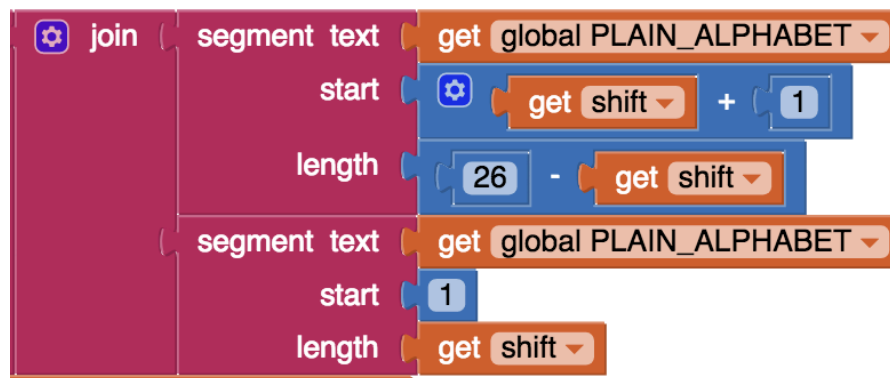 join segment text get global PLAIN_ALPHABET
start get shift + 1
length 26 - get shift
segment text get global PLAIN_ALPHABET
start 1
length get shift